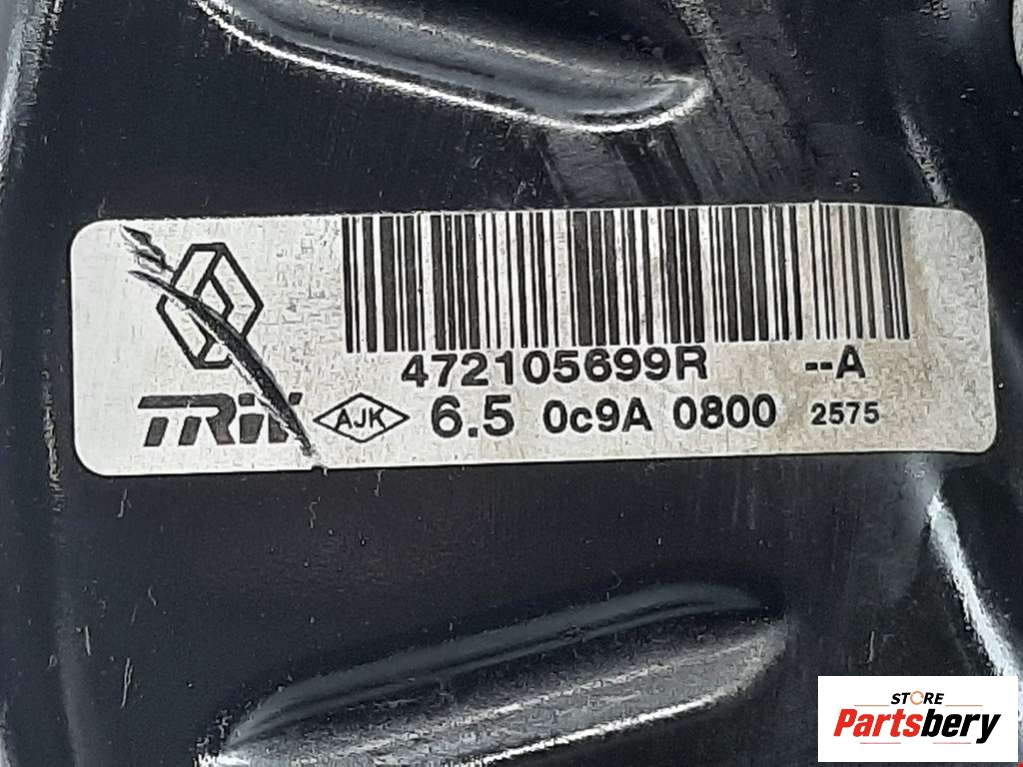 472105699R --A
TRW AJK 6.5 0c9A 0800 2575
STORE
Partsbery